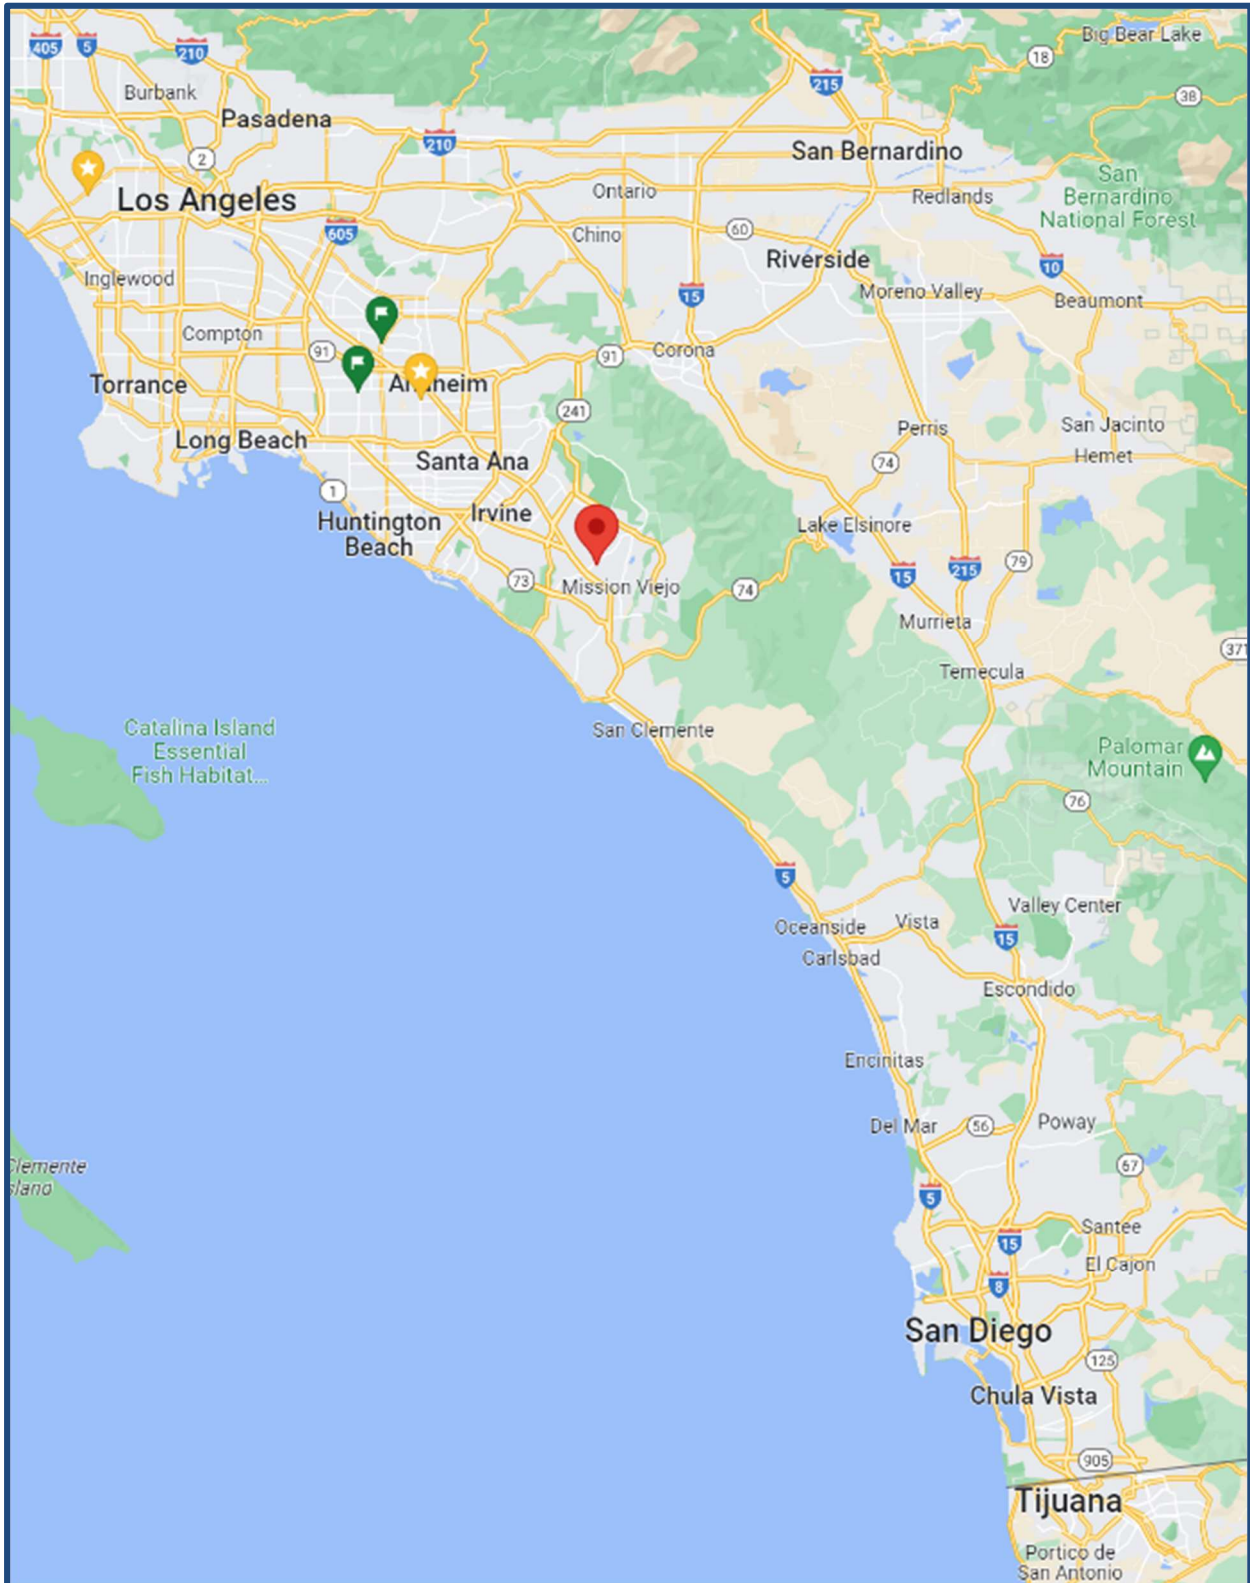 Big Bear Lake
405
5
210
18
Burbank
215
38
Pasadena
210
San Bernardino
2
San
Bernardino
National Forest
Ontario
Redlands
Los Angeles
605
Chino
60
Riverside
10
Inglewood
15
Moreno Valley
Beaumont
Compton
91
91
Corona
Torrance
Anaheim
241
Perris
San Jacinto
Long Beach
74
Hemet
Santa Ana
1
Irvine
Huntington
Beach
Lake Elsinore
79
73
Mission Viejo
74
15
215
Murrieta
371
Temecula
Catalina Island
Essential
Fish Habitat...
San Clemente
Palomar
Mountain
76
5
Valley Center
Oceanside
Vista
15
Carlsbad
Escondido
Encinitas
Del Mar
56
Poway
Clemente
sland
67
5
Santee
15
El Cajon
8
San Diego
125
Chula Vista
905
Tijuana
Portico de
San Antonio